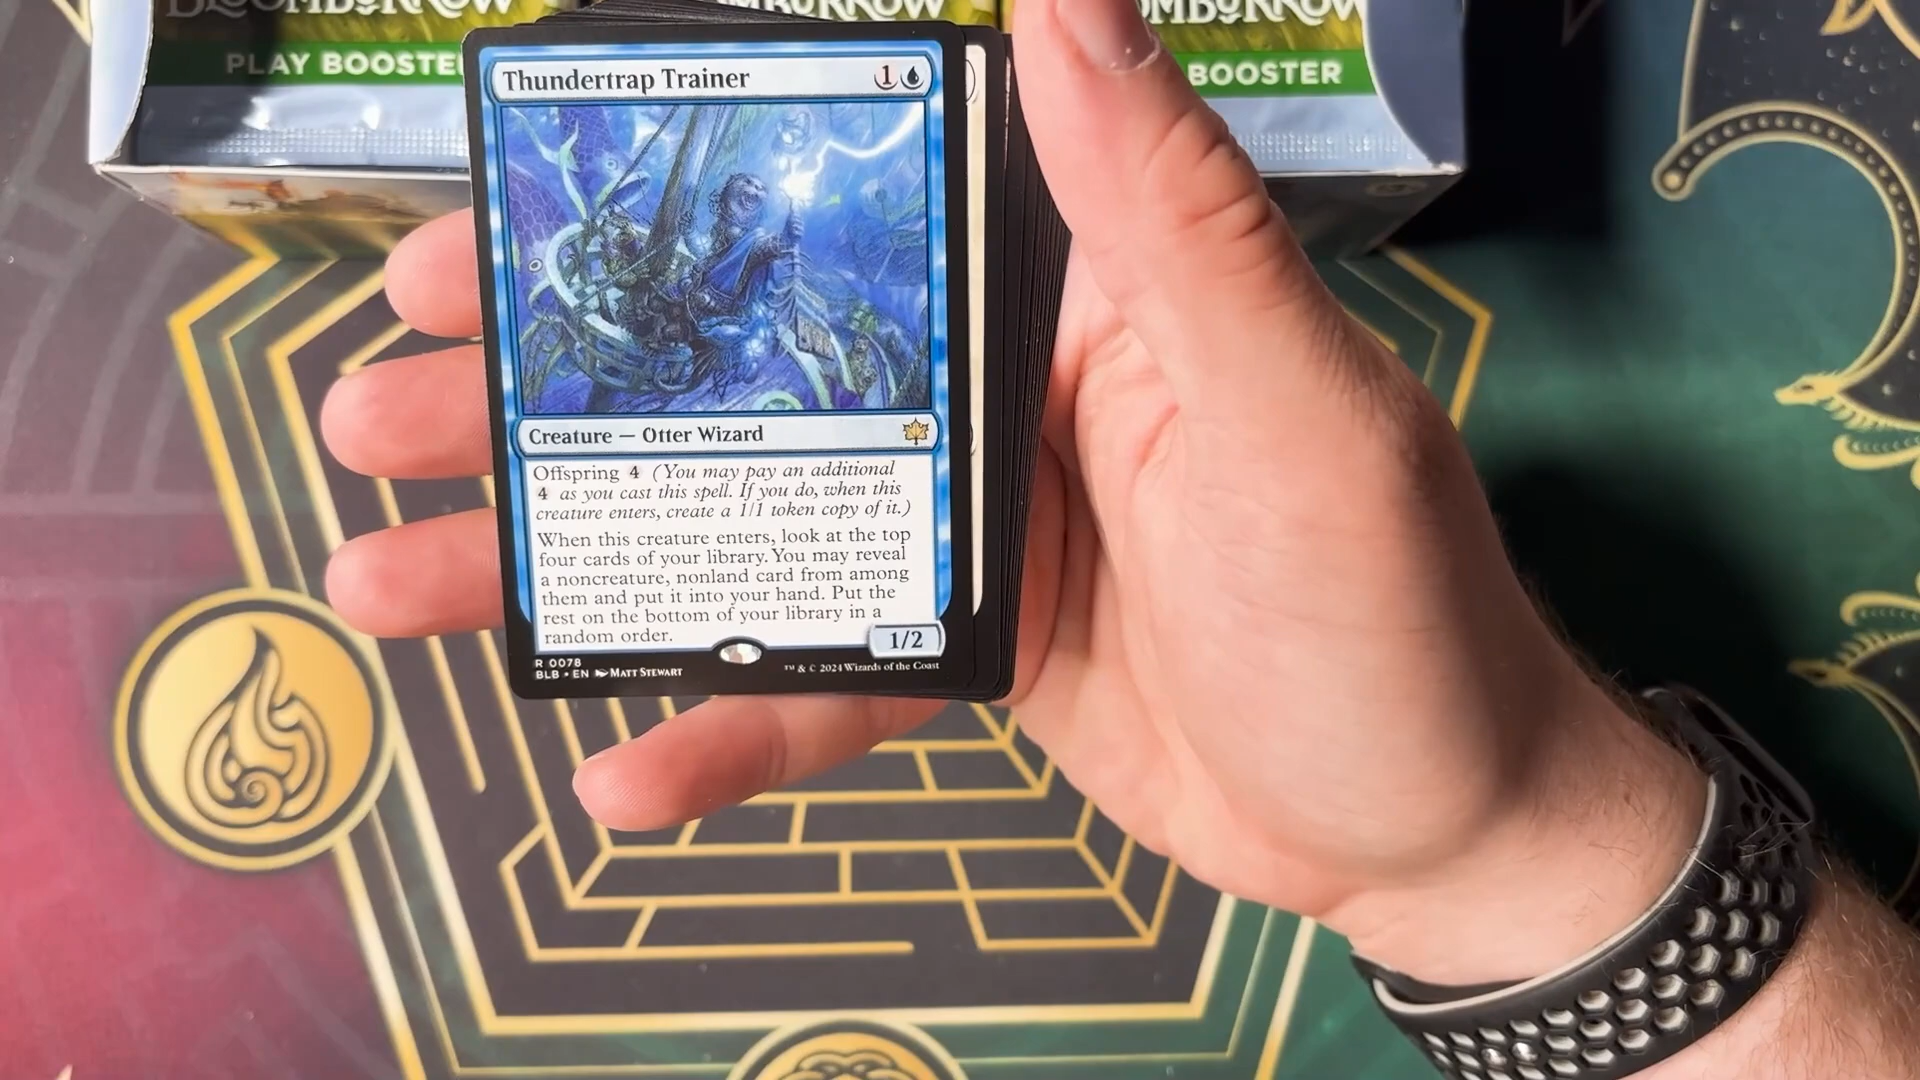 BLOOMBURROW
PLAY BOOSTE
BOOSTER
Thundertrap Trainer
1
Creature — Otter Wizard
Offspring 4 (You may pay an additional
4 as you cast this spell. If you do, when this
creature enters, create a 1/1 token copy of it.)
When this creature enters, look at the top
four cards of your library. You may reveal
a noncreature, nonland card from among
them and put it into your hand. Put the
rest on the bottom of your library in a
random order.
1/2
R 0078
BLB • EN MATT STEWART
™ & © 2024 Wizards of the Coast